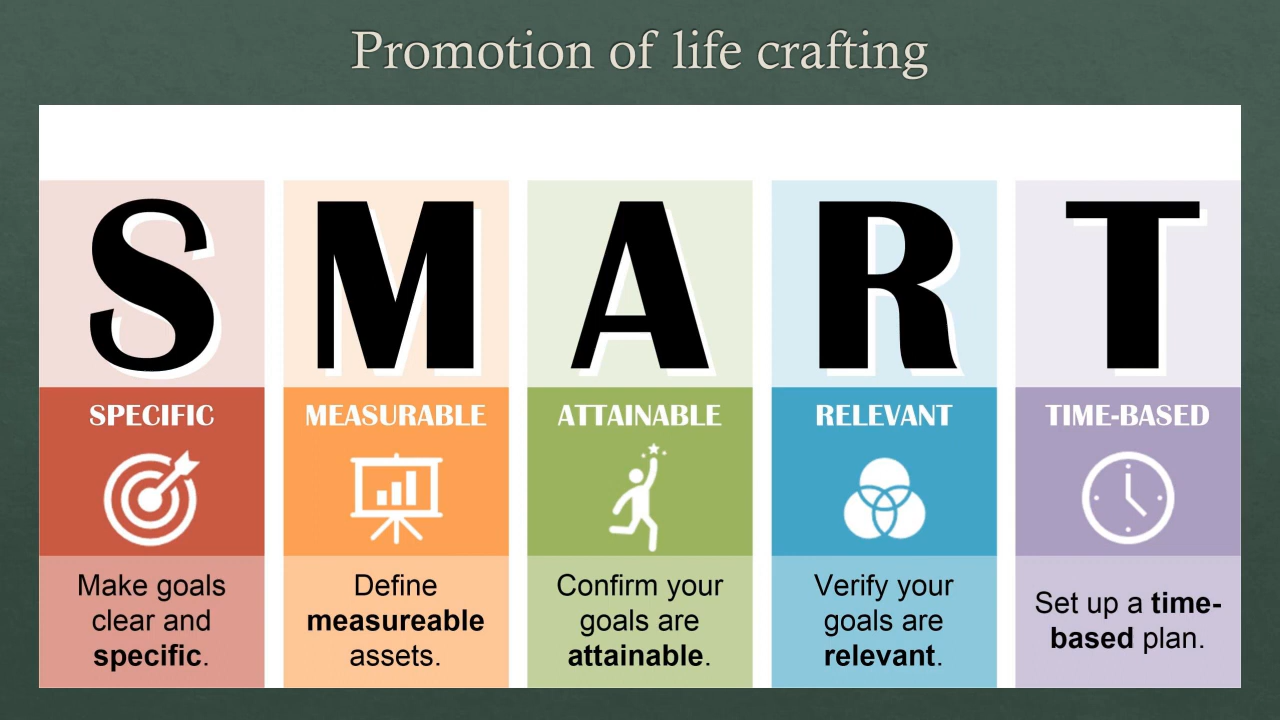 Promotion of life crafting
S
SPECIFIC
Make goals
clear and
specific.
M
MEASURABLE
Define
measureable
assets.
A
ATTAINABLE
Confirm your
goals are
attainable.
R
RELEVANT
Verify your
goals are
relevant.
T
TIME-BASED
Set up a time-
based plan.